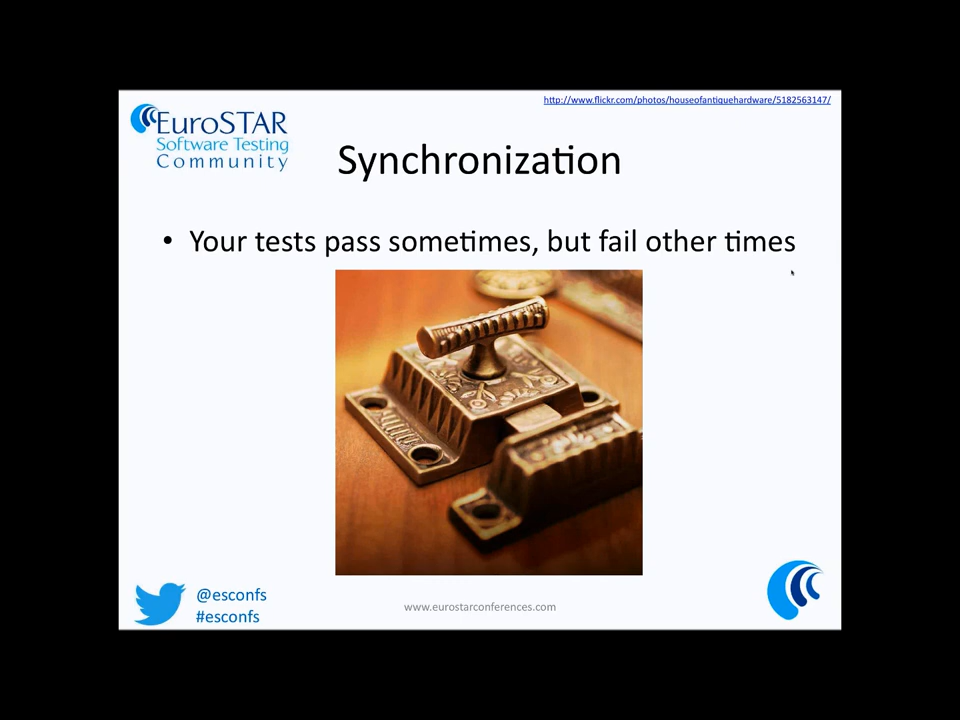 http://www.flickr.com/photos/houseofantiquehardware/5182563147/
EuroSTAR
Software Testing
Community
Synchronization
• Your tests pass sometimes, but fail other times
@esconfs
#esconfs
www.eurostarconferences.com